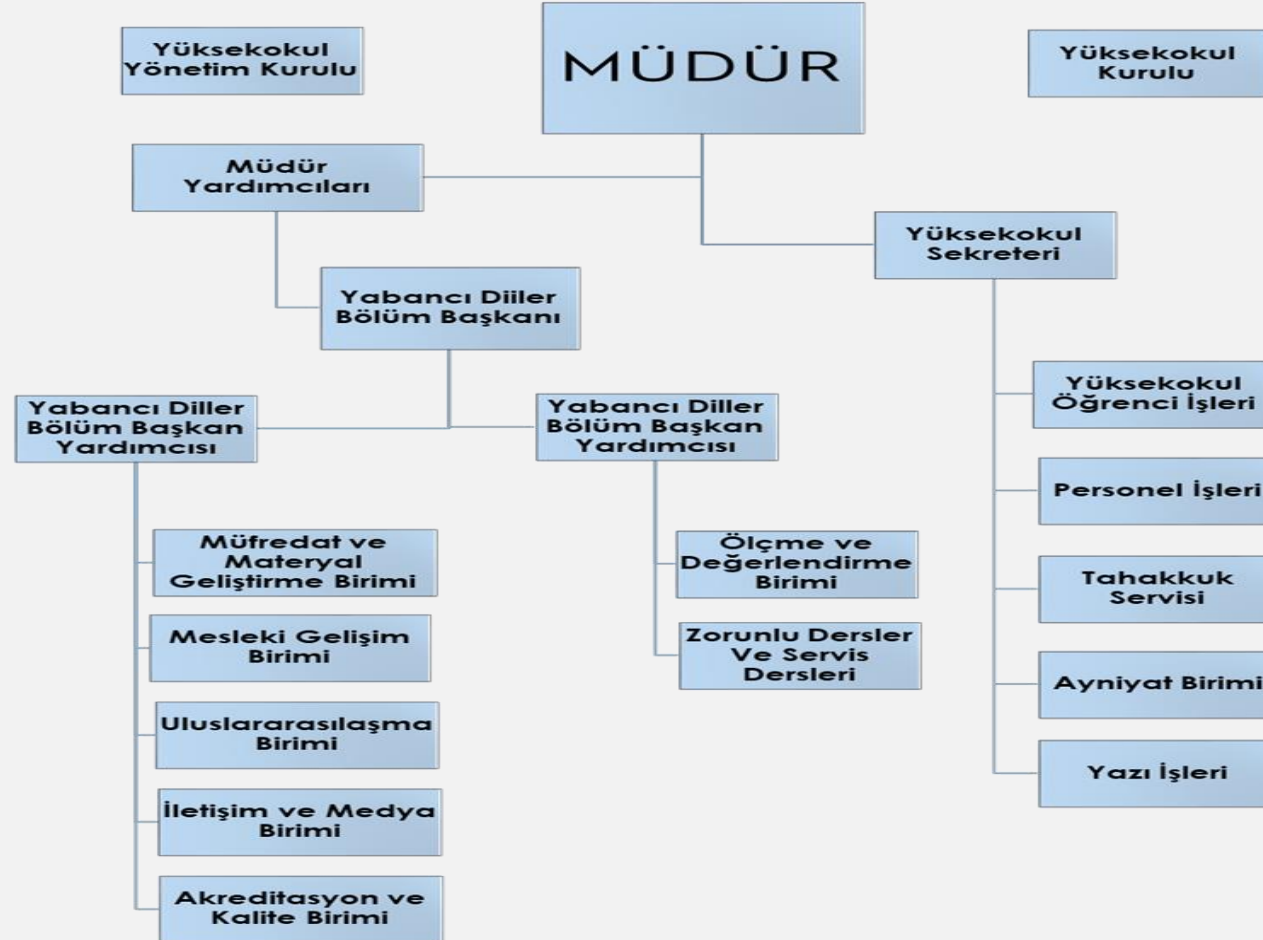 Yüksekokul
Yönetim Kurulu
MÜDÜR
Yüksekokul
Kurulu
Müdür
Yardımcıları
Yüksekokul
Sekreteri
Yabancı Diiler
Bölüm Başkanı
Yabancı Diller
Bölüm Başkan
Yardımcısı
Yabancı Diller
Bölüm Başkan
Yardımcısı
Müfredat ve
Materyal
Geliştirme Birimi
Mesleki Gelişim
Birimi
Uluslararasılaşma
Birimi
İletişim ve Medya
Birimi
Akreditasyon ve
Kalite Birimi
Ölçme ve
Değerlendirme
Birimi
Zorunlu Dersler
Ve Servis
Dersleri
Yüksekokul
Öğrenci İşleri
Personel İşleri
Tahakkuk
Servisi
Ayniyat Birimi
Yazı İşleri